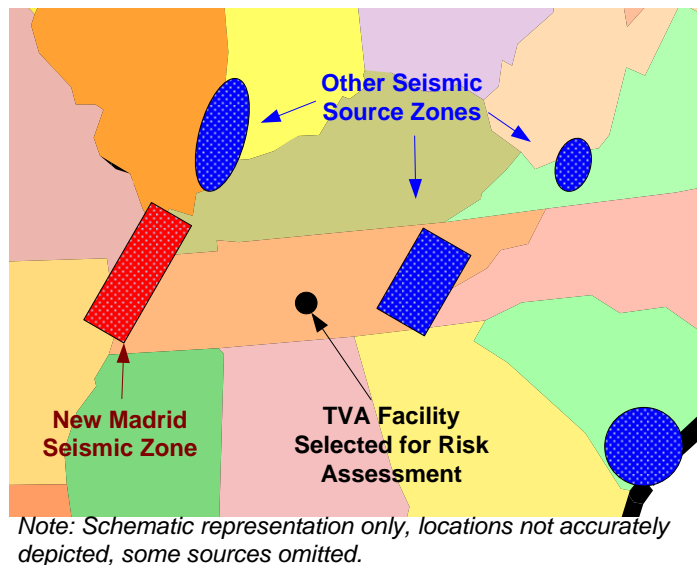 Other Seismic
Source Zones
New Madrid
Seismic Zone
TVA Facility
Selected for Risk
Assessment
Note: Schematic representation only, locations not accurately
depicted, some sources omitted.